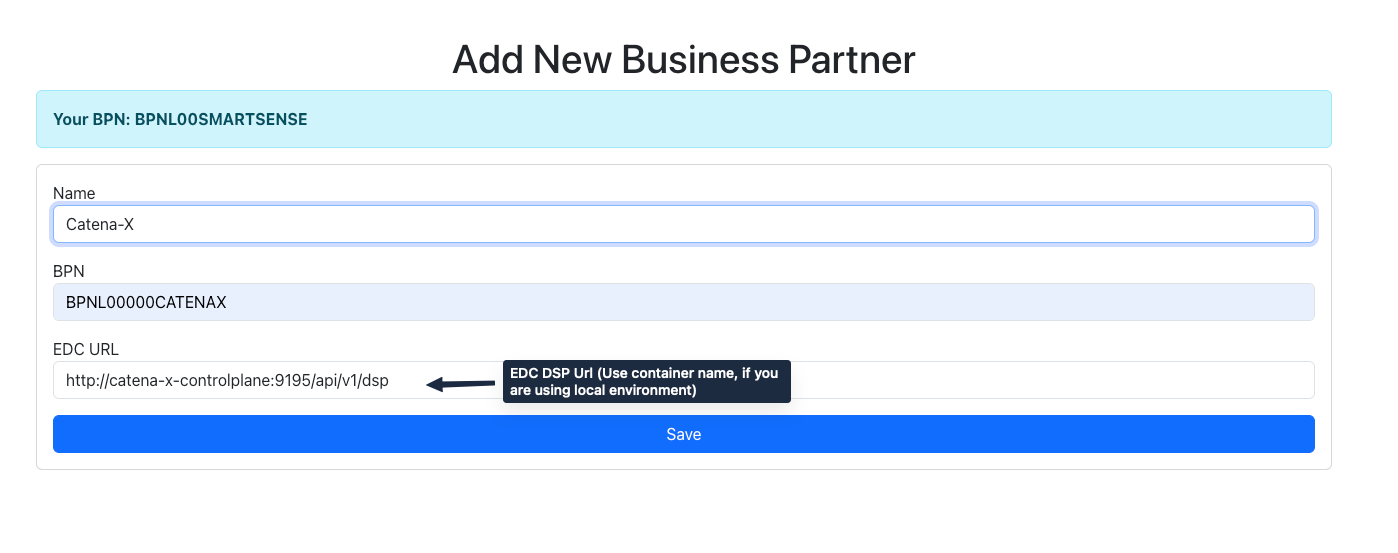 Add New Business Partner
Your BPN: BPNL00SMARTSENSE
Name
Catena-X
BPN
BPNL00000CATENAX
EDC URL
http://catena-x-controlplane:9195/api/v1/dsp
EDC DSP Url (Use container name, if you
are using local environment)
Save